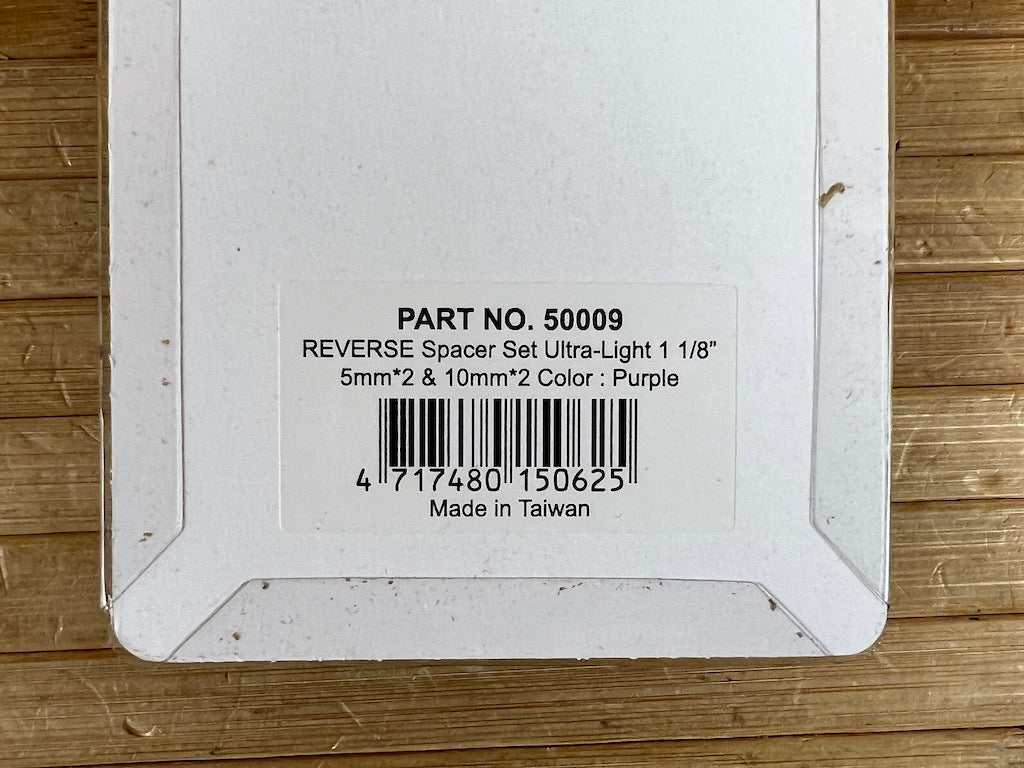 PART NO. 50009
REVERSE Spacer Set Ultra-Light 1 1/8”
5mm*2 & 10mm*2 Color : Purple
4 717480 150625
Made in Taiwan